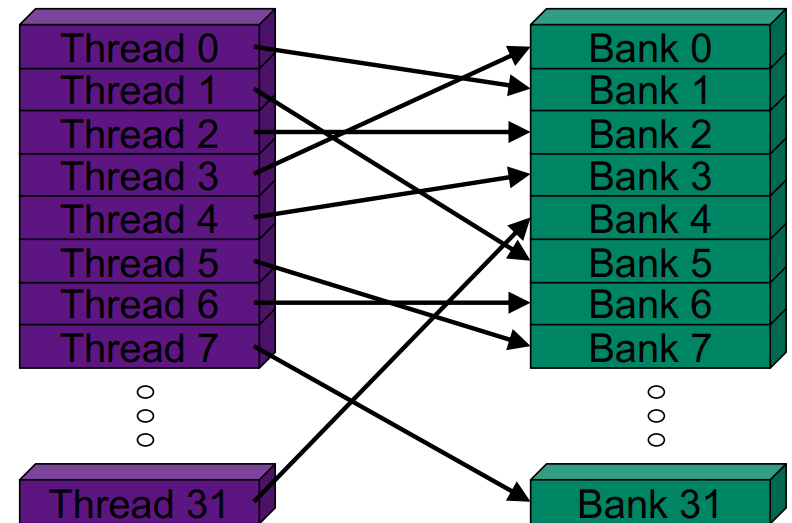 Thread 0
Thread 1
Thread 2
Thread 3
Thread 4
Thread 5
Thread 6
Thread 7
Thread 31
Bank 0
Bank 1
Bank 2
Bank 3
Bank 4
Bank 5
Bank 6
Bank 7
Bank 31